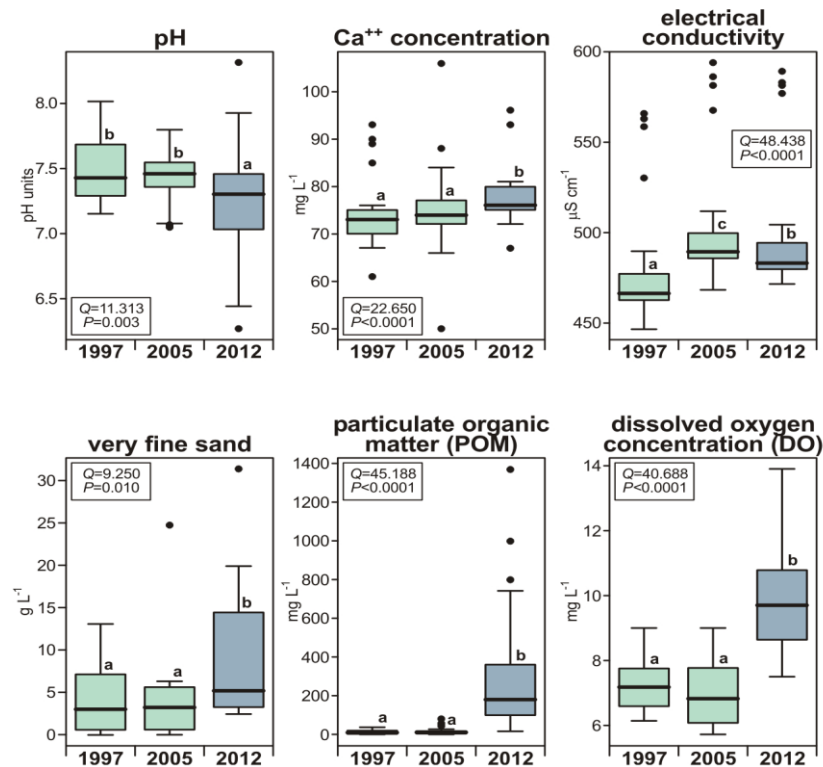 pH
Ca⁺⁺ concentration
electrical
conductivity
pH units
8.0
7.5
7.0
6.5
b
b
a
Q=11.313
P=0.003
1997 2005 2012
mg L⁻¹
100
90
80
70
60
50
a
a
b
Q=22.650
P<0.0001
1997 2005 2012
μS cm⁻¹
600
550
500
450
a
c
b
Q=48.438
P<0.0001
1997 2005 2012
very fine sand
particulate organic
matter (POM)
dissolved oxygen
concentration (DO)
g L⁻¹
30
25
20
15
10
5
0
Q=9.250
P=0.010
a
a
b
1997 2005 2012
mg L⁻¹
1400
1200
1000
800
600
400
200
0
Q=45.188
P<0.0001
a
a
b
1997 2005 2012
mg L⁻¹
14
12
10
8
6
Q=40.688
P<0.0001
a
a
b
1997 2005 2012